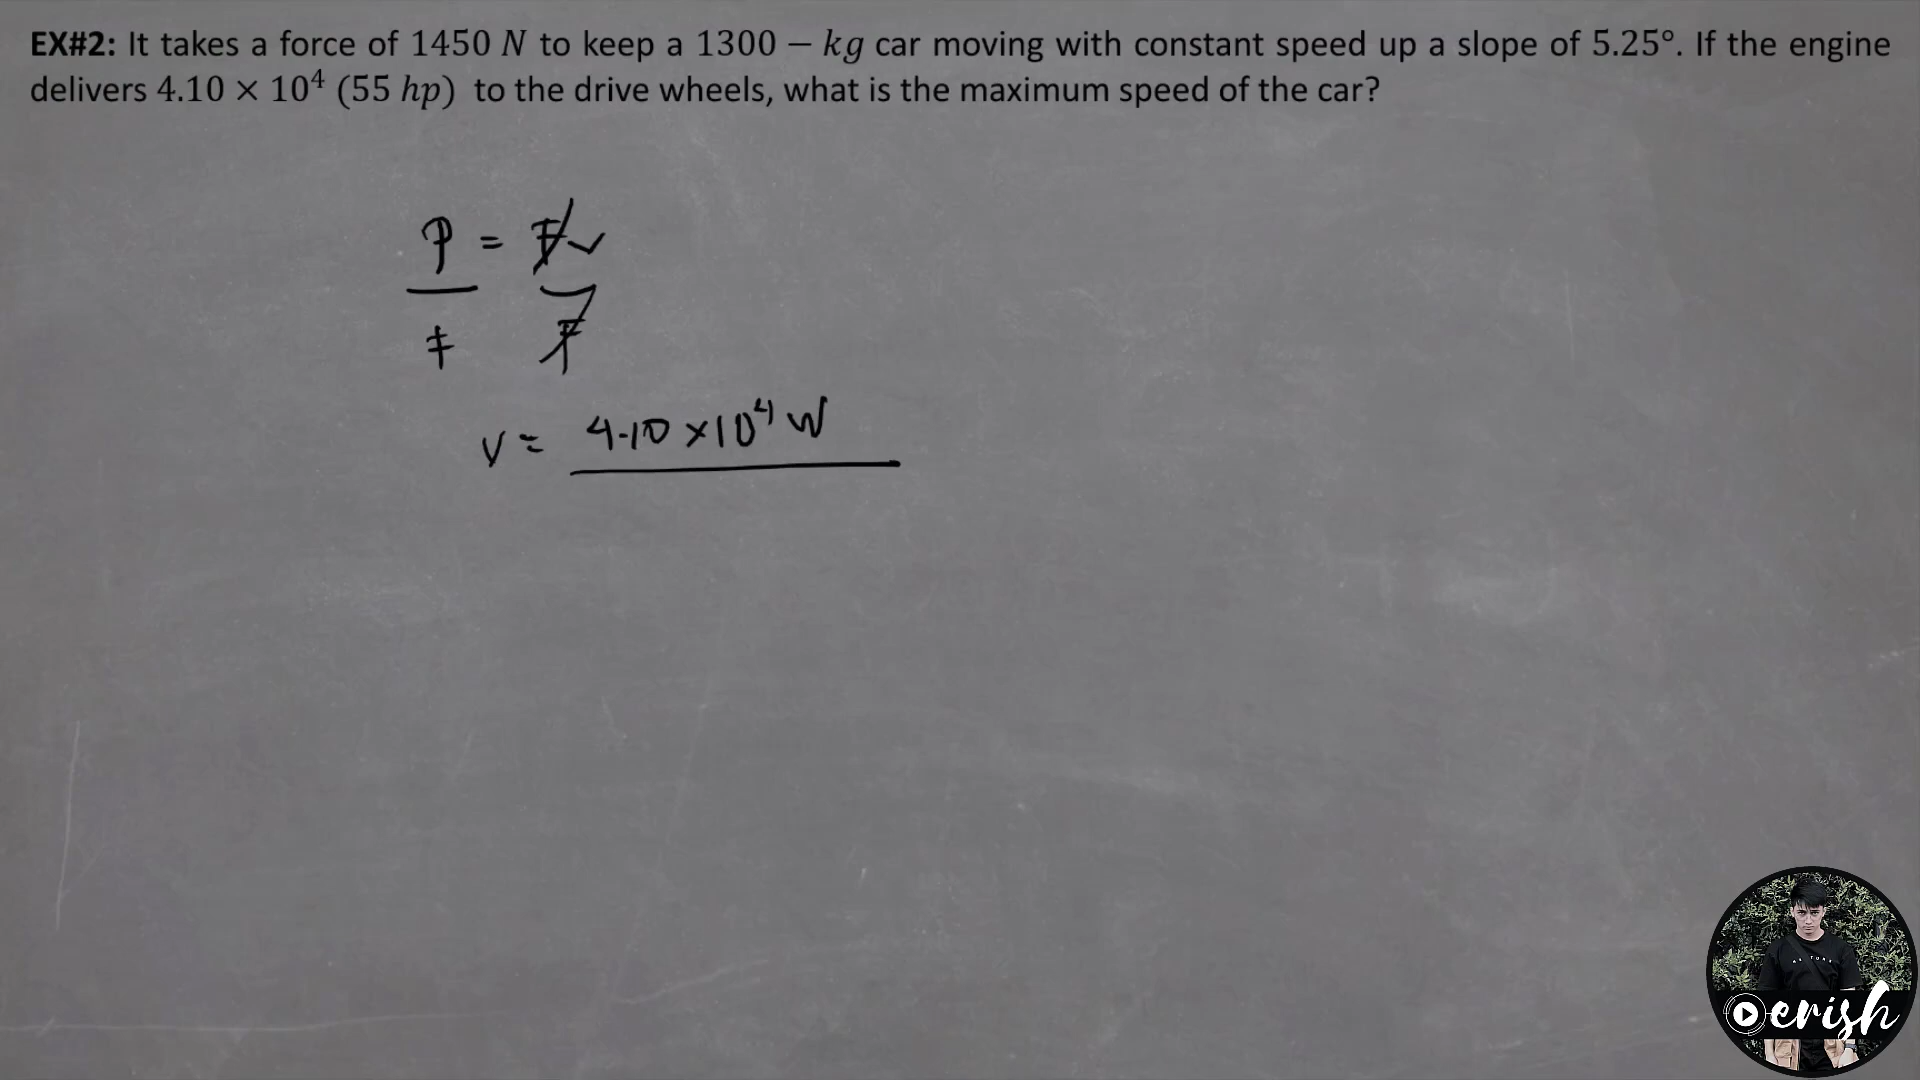 EX#2: It takes a force of 1450 N to keep a 1300 − kg car moving with constant speed up a slope of 5.25°. If the engine
delivers 4.10 × 10⁴ (55 hp) to the drive wheels, what is the maximum speed of the car?
P = Fv
F F
v = 4.10 × 10⁴ W
erish